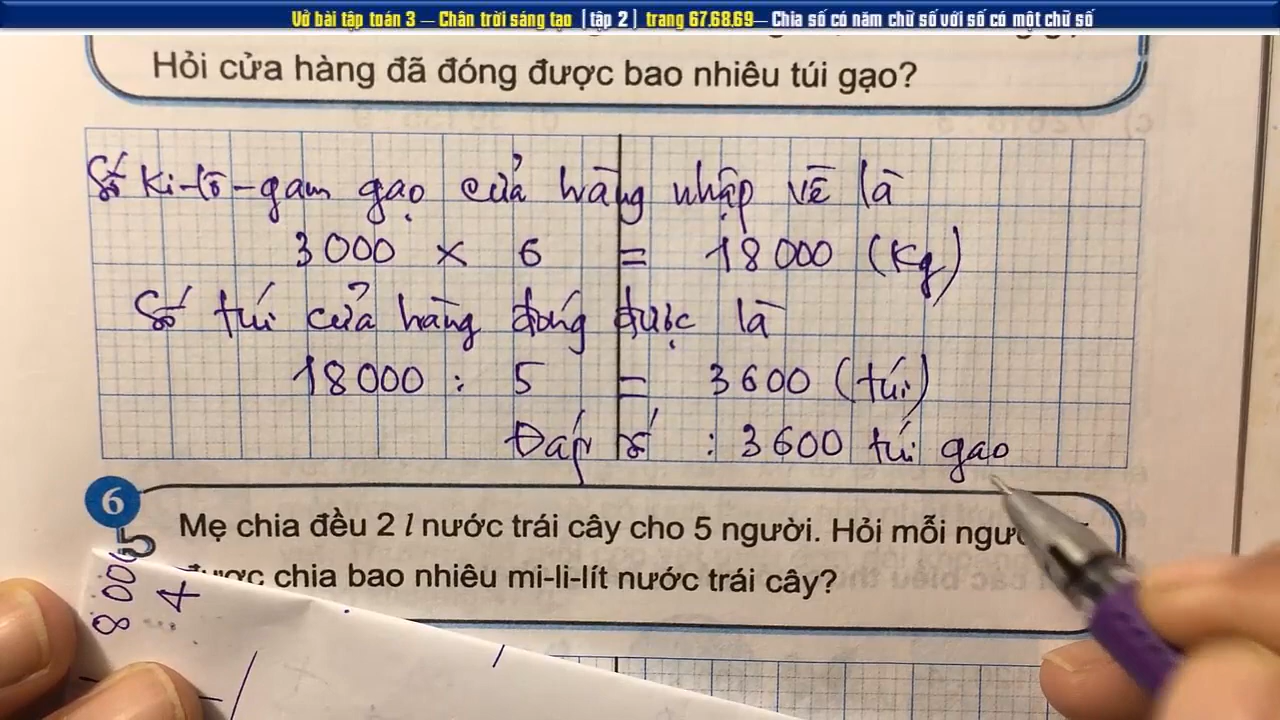 Vở bài tập toán 3 – Chân trời sáng tạo [ tập 2 ] trang 67,68,69– Chia số có năm chữ số với số có một chữ số
Hỏi cửa hàng đã đóng được bao nhiêu túi gạo?
Số Ki-lô-gam gạo cửa hàng nhập về là
3000 x 6 = 18000 (Kg)
Số túi cửa hàng đóng được là
18000 : 5 = 3600 (túi)
Đáp số : 3600 túi gạo
6
Mẹ chia đều 2 l nước trái cây cho 5 người. Hỏi mỗi
được chia bao nhiêu mi-li-lít nước trái cây?
5
8000
4